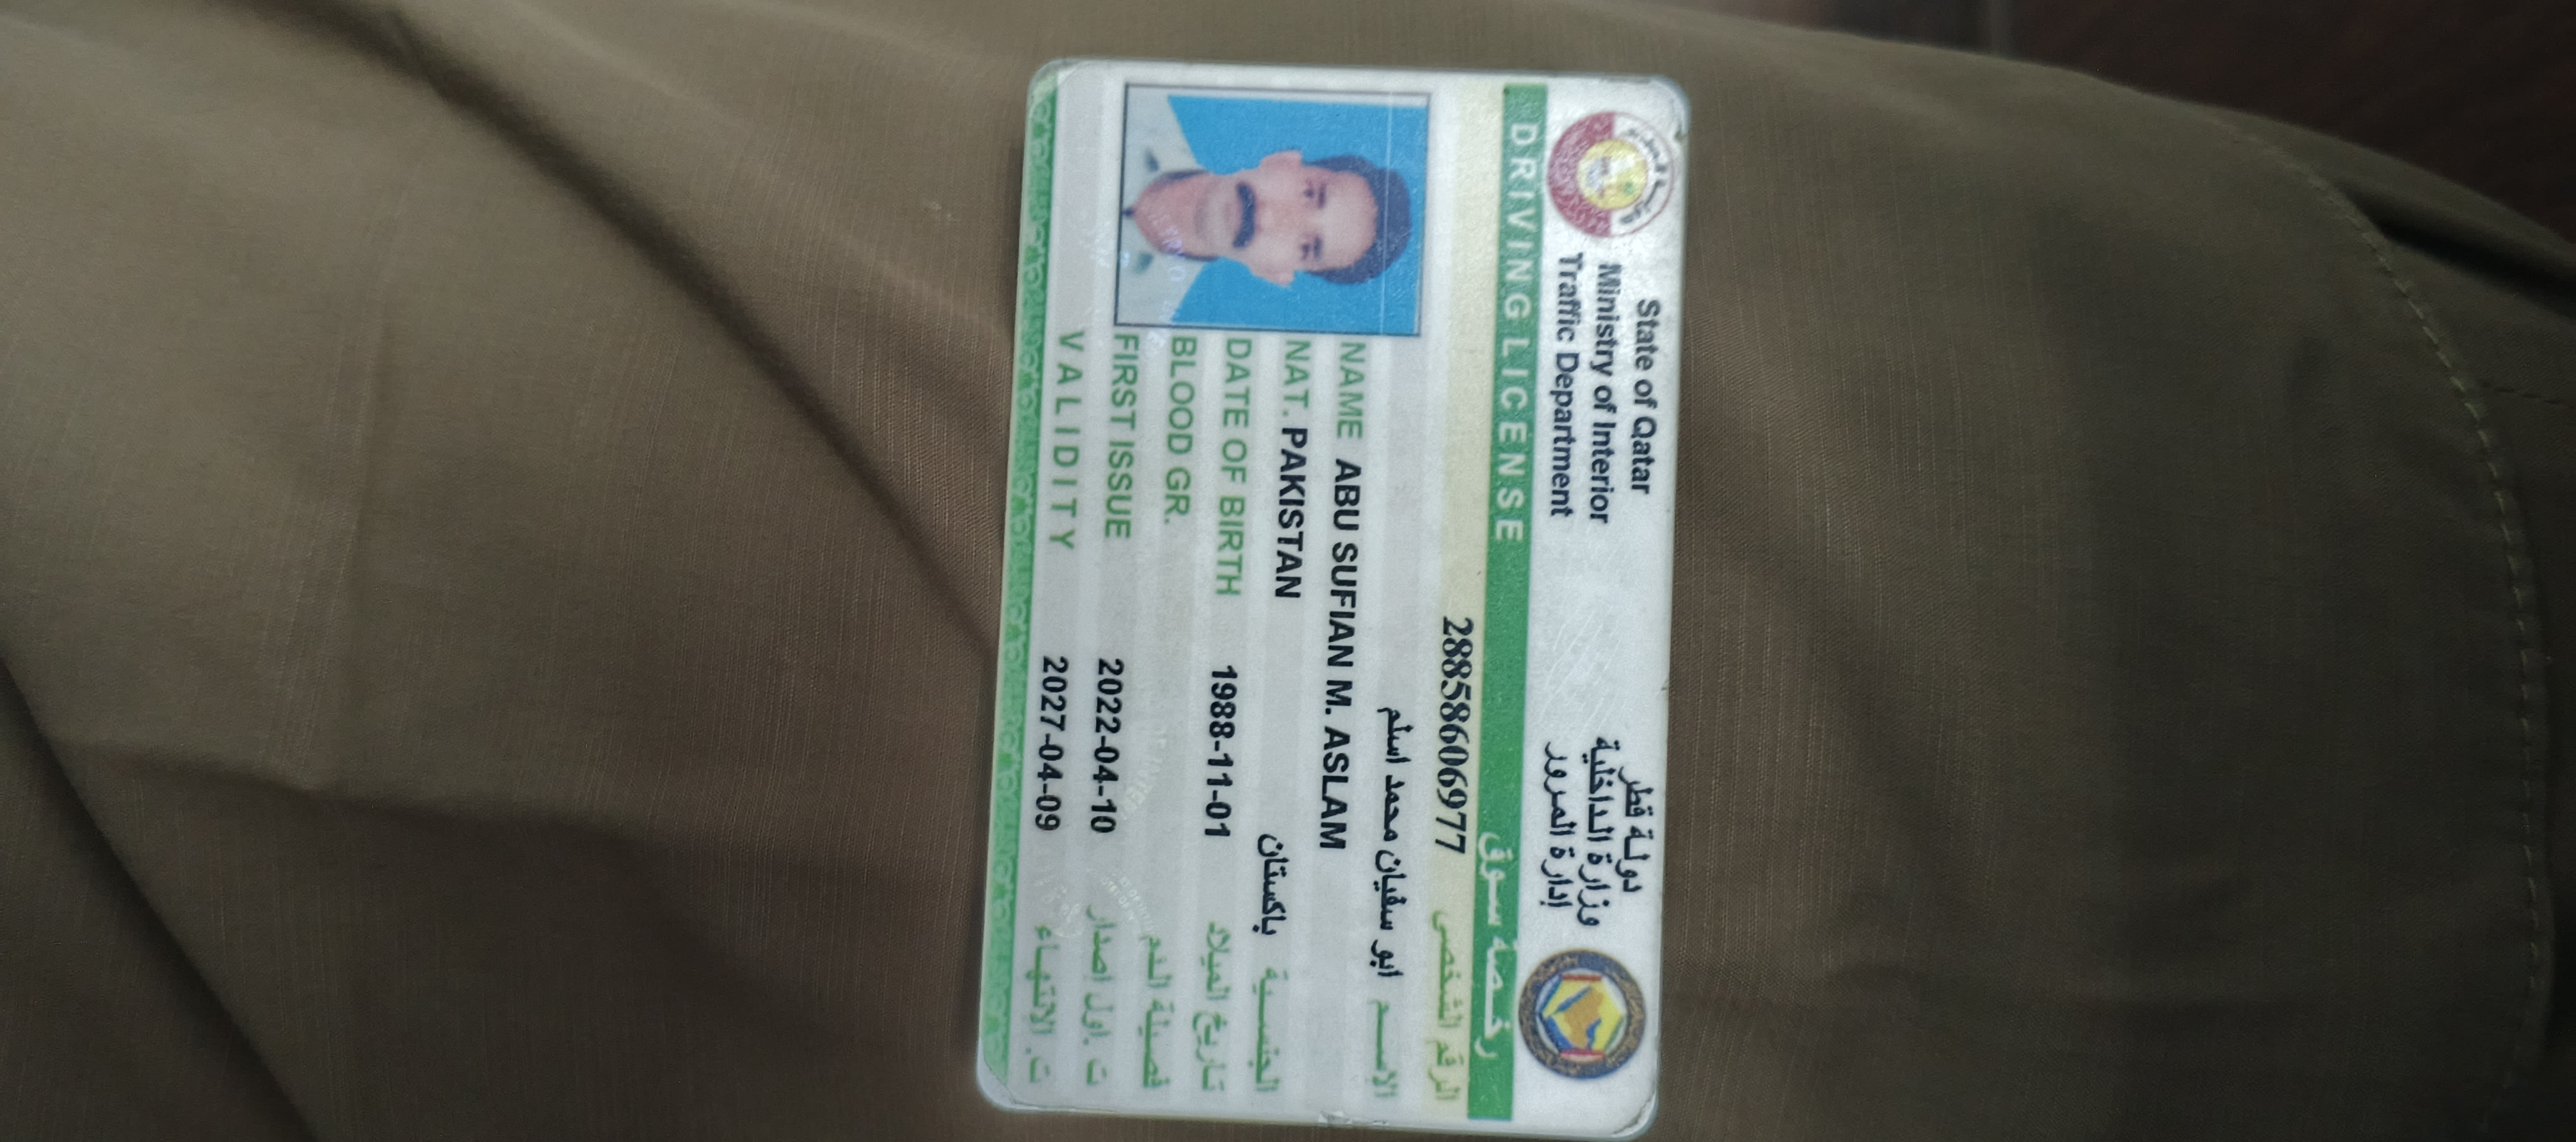 State of Qatar دولة قطر
Ministry of Interior وزارة الداخلية
Traffic Department إدارة المرور
DRIVING LICENSE رخصة سوق
28858606977 الرقم الشخصي
ابو سفيان محمد اسلم الاسم
NAME ABU SUFIAN M. ASLAM
NAT. PAKISTAN باكستان الجنسية
DATE OF BIRTH 1988-11-01 تاريخ الميلاد
BLOOD GR. فصيلة الدم
FIRST ISSUE 2022-04-10 ت .اول اصدار
VALIDITY 2027-04-09 ت. الانتهاء